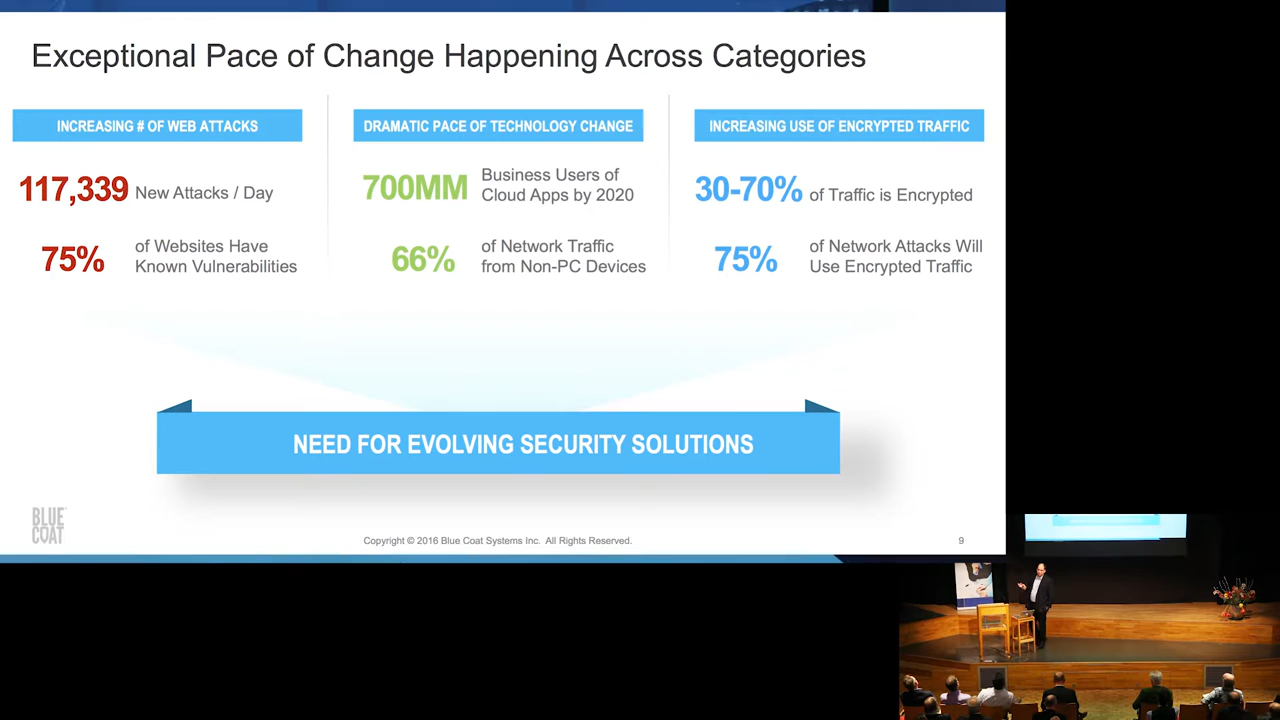 Exceptional Pace of Change Happening Across Categories
INCREASING # OF WEB ATTACKS
117,339 New Attacks / Day
75% of Websites Have
Known Vulnerabilities
DRAMATIC PACE OF TECHNOLOGY CHANGE
700MM Business Users of
Cloud Apps by 2020
66% of Network Traffic
from Non-PC Devices
INCREASING USE OF ENCRYPTED TRAFFIC
30-70% of Traffic is Encrypted
75% of Network Attacks Will
Use Encrypted Traffic
NEED FOR EVOLVING SECURITY SOLUTIONS
BLUE
COAT
Copyright © 2016 Blue Coat Systems Inc. All Rights Reserved.
9